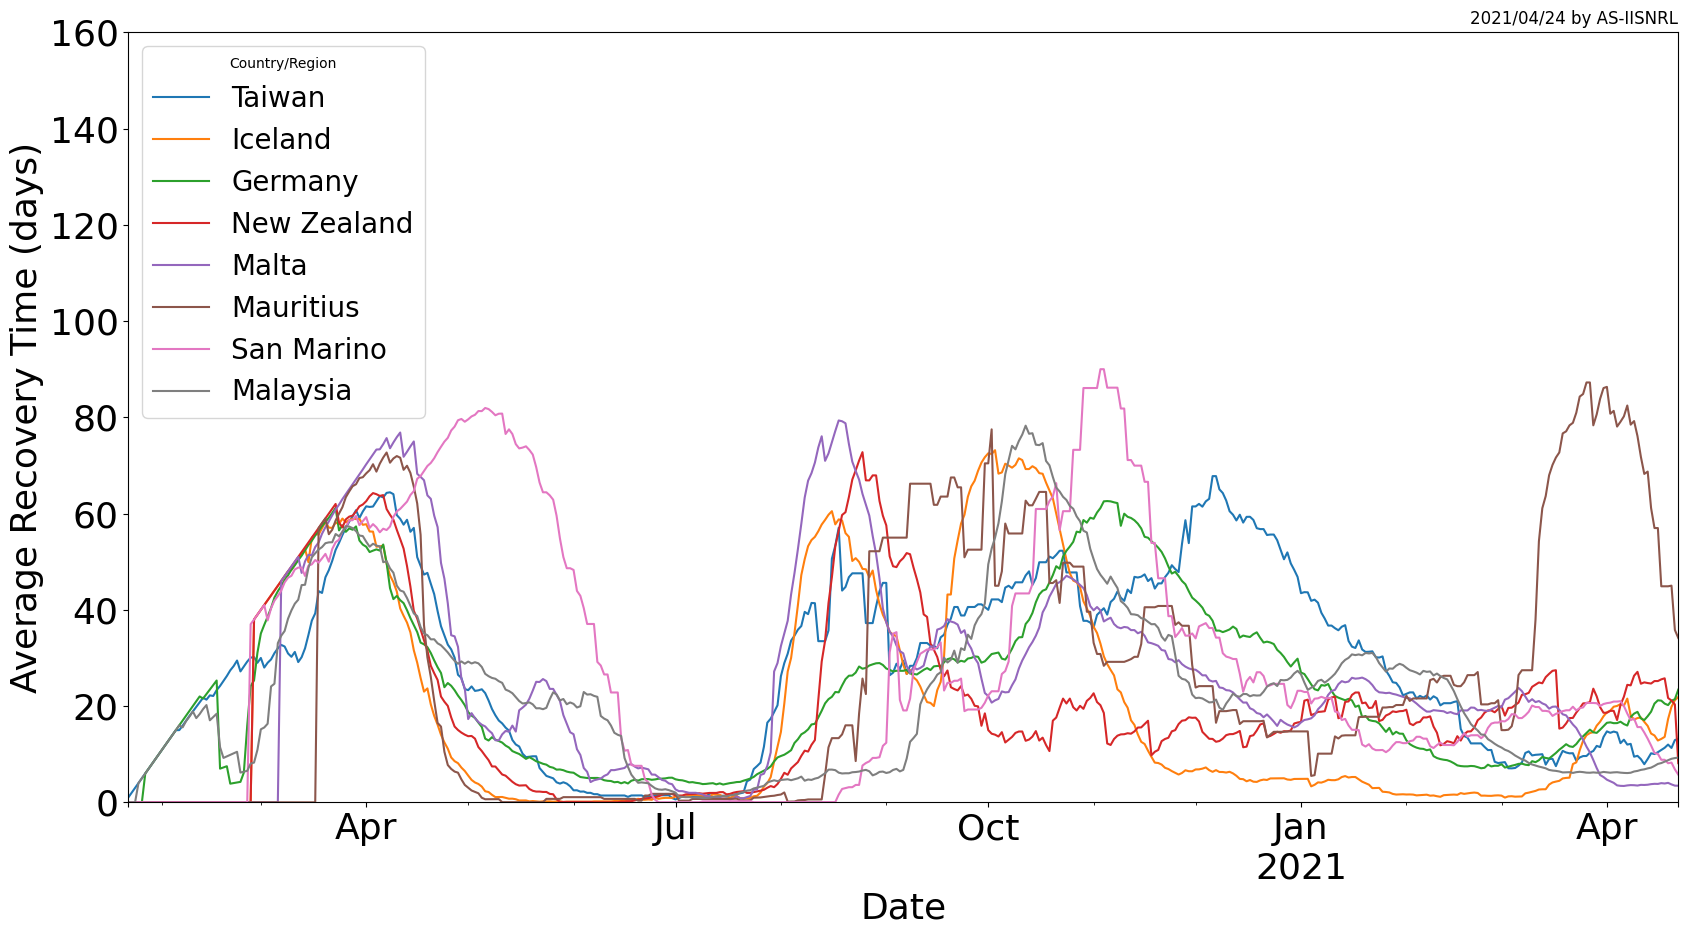 2021/04/24 by AS-IISNRL
Average Recovery Time (days)
160
140
120
100
80
60
40
20
0
Country/Region
Taiwan
Iceland
Germany
New Zealand
Malta
Mauritius
San Marino
Malaysia
Apr
Jul
Oct
Jan
2021
Apr
Date